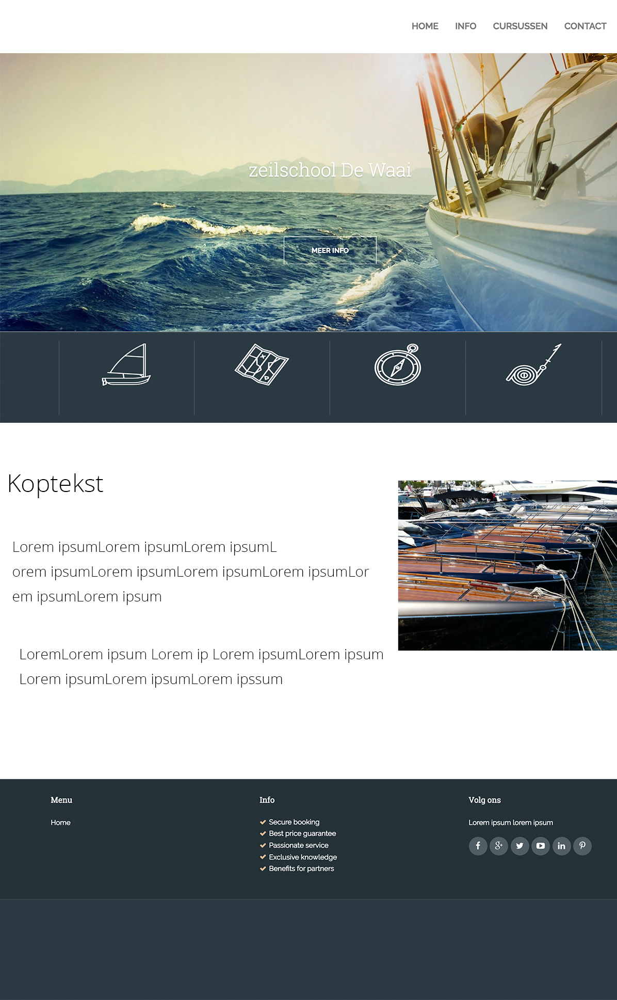 HOME INFO CURSUSSEN CONTACT
zeilschool De Waai
MEER INFO
Koptekst
Lorem ipsumLorem ipsumLorem ipsumL
orem ipsumLorem ipsumLorem ipsumLorem ipsumLor
em ipsumLorem ipsum
LoremLorem ipsum Lorem ip Lorem ipsumLorem ipsum
Lorem ipsumLorem ipsumLorem ipssum
Menu
Home
Info
Secure booking
Best price guarantee
Passionate service
Exclusive knowledge
Benefits for partners
Volg ons
Lorem ipsum lorem ipsum